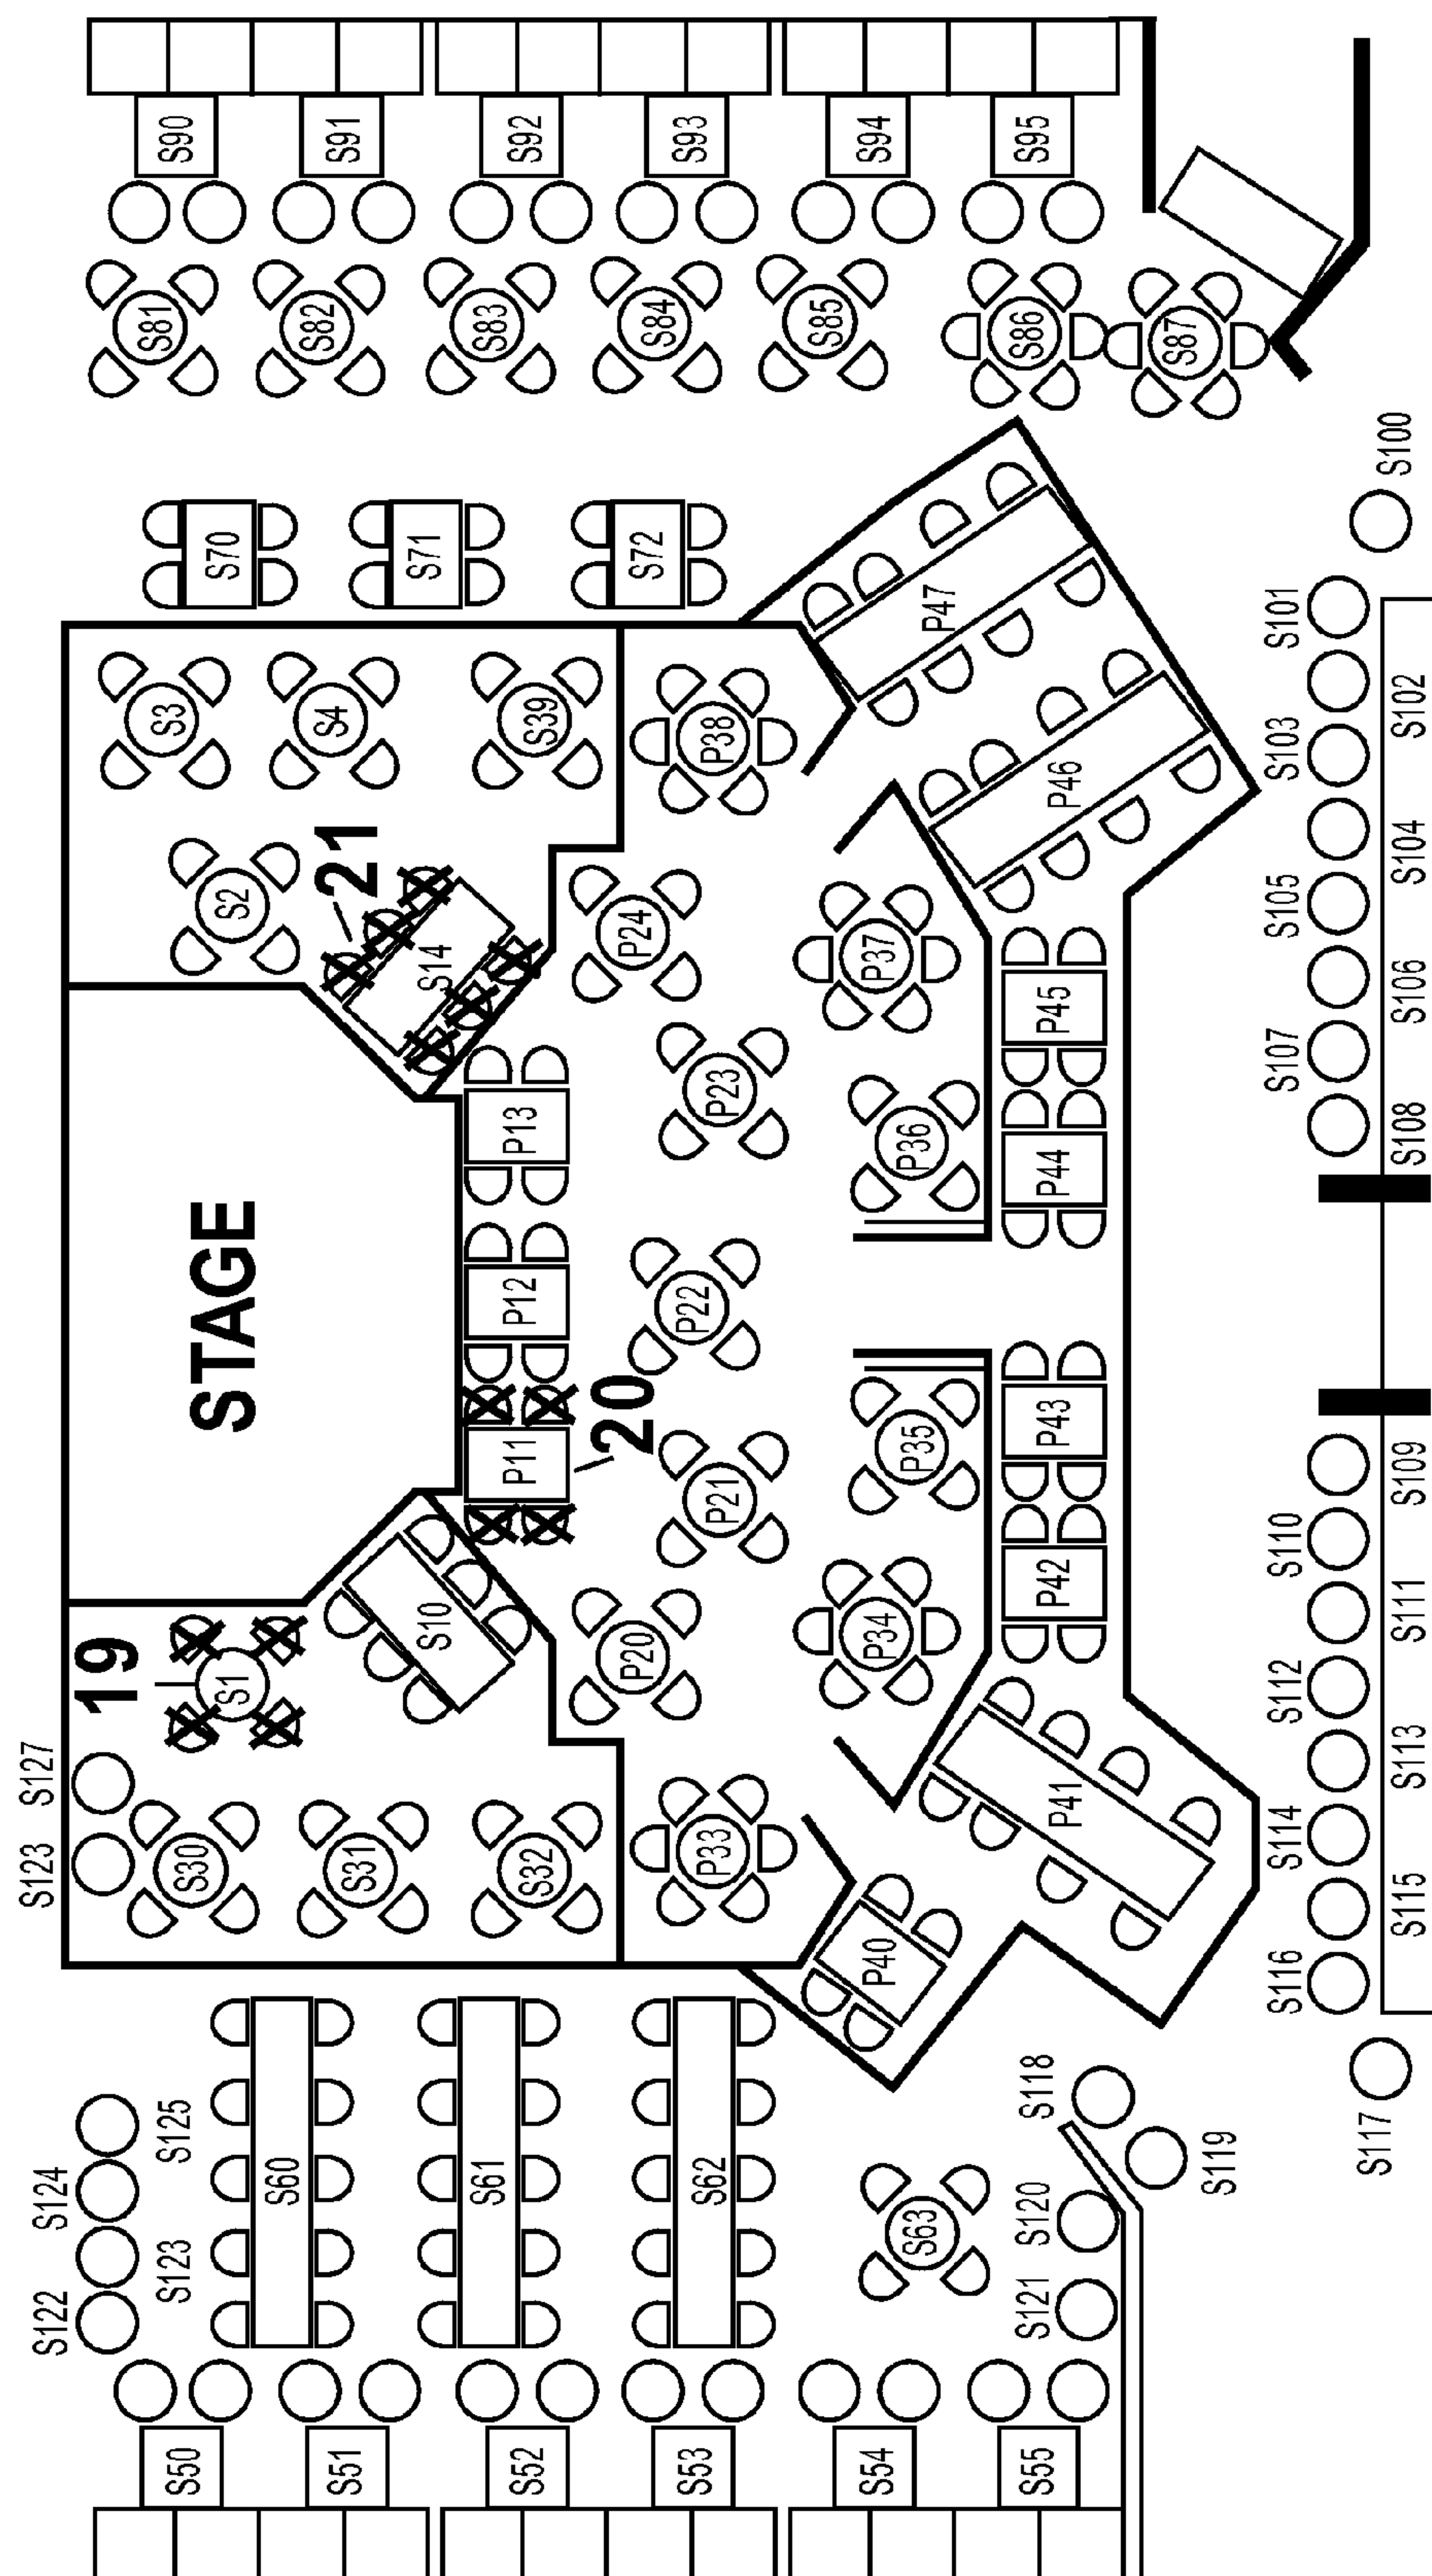 S90
S91
S92
S93
S94
S95
S81
S82
S83
S84
S85
S86
S87
S100
S70
S71
S72
S101
S102
S103
S104
S105
S106
S107
S108
P47
P46
S3
S4
S39
P38
S2
21
S14
P24
P37
P45
P13
P23
P36
P44
STAGE
P12
P22
20
P11
P21
P35
P43
S109
S110
S111
S112
S113
S114
S115
S116
S117
19
S1
S10
P20
P34
P42
S127
S123
S30
S31
S32
P33
P41
P40
S118
S119
S120
S121
S125
S124
S123
S122
S60
S61
S62
S63
S50
S51
S52
S53
S54
S55